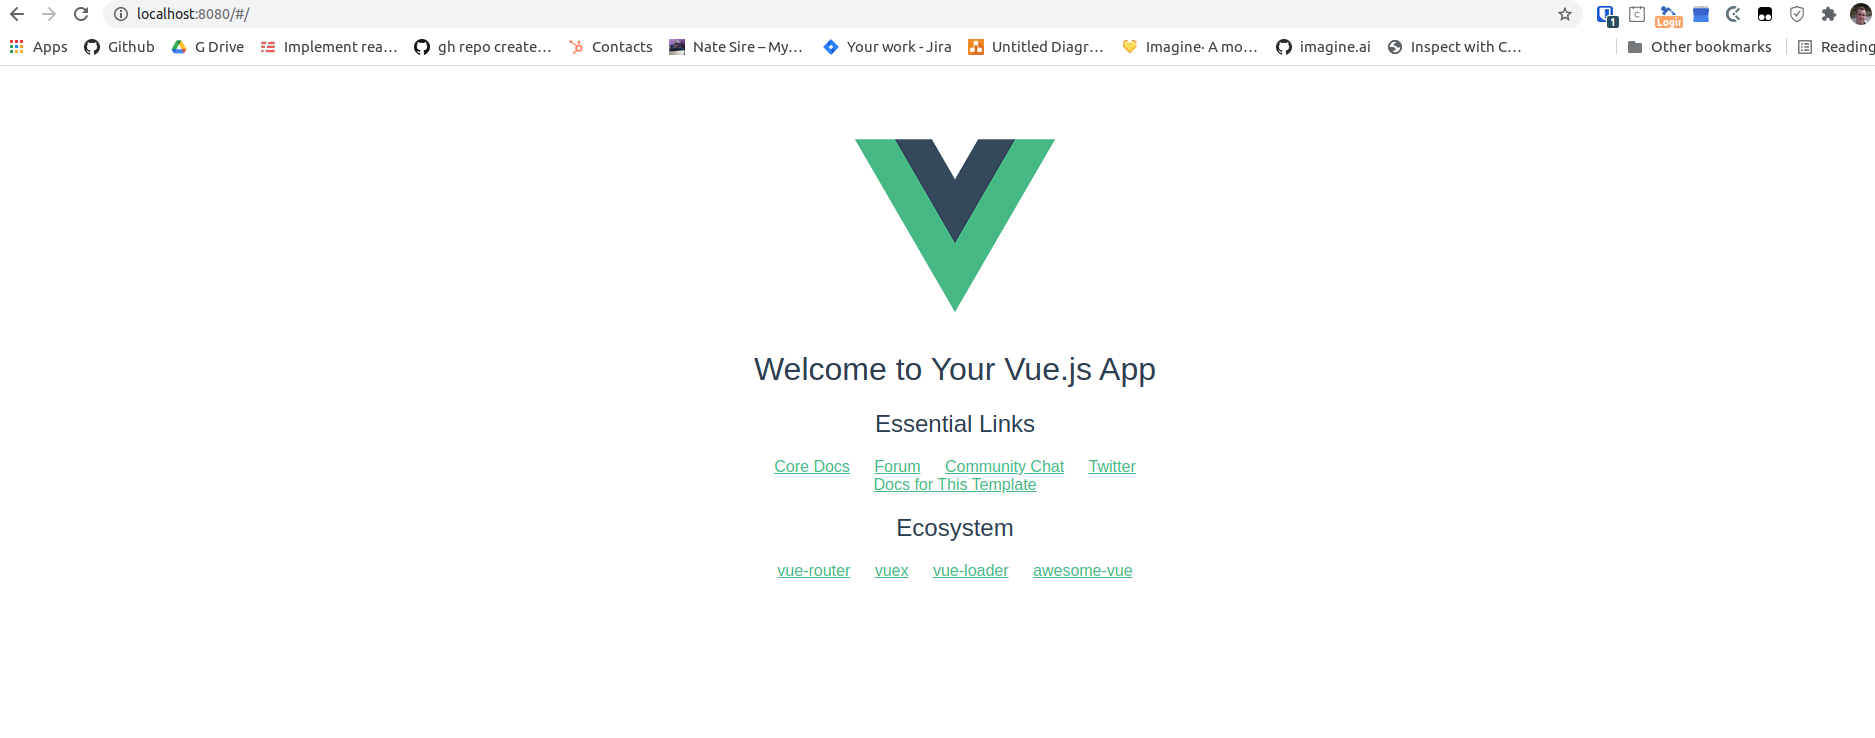 localhost:8080/#/
1
C
Login
Apps Github G Drive Implement rea... gh repo create... Contacts Nate Sire – My... Your work - Jira Untitled Diagr... Imagine· A mo... imagine.ai Inspect with C... Other bookmarks Reading
Welcome to Your Vue.js App
Essential Links
Core Docs Forum Community Chat Twitter
Docs for This Template
Ecosystem
vue-router vuex vue-loader awesome-vue